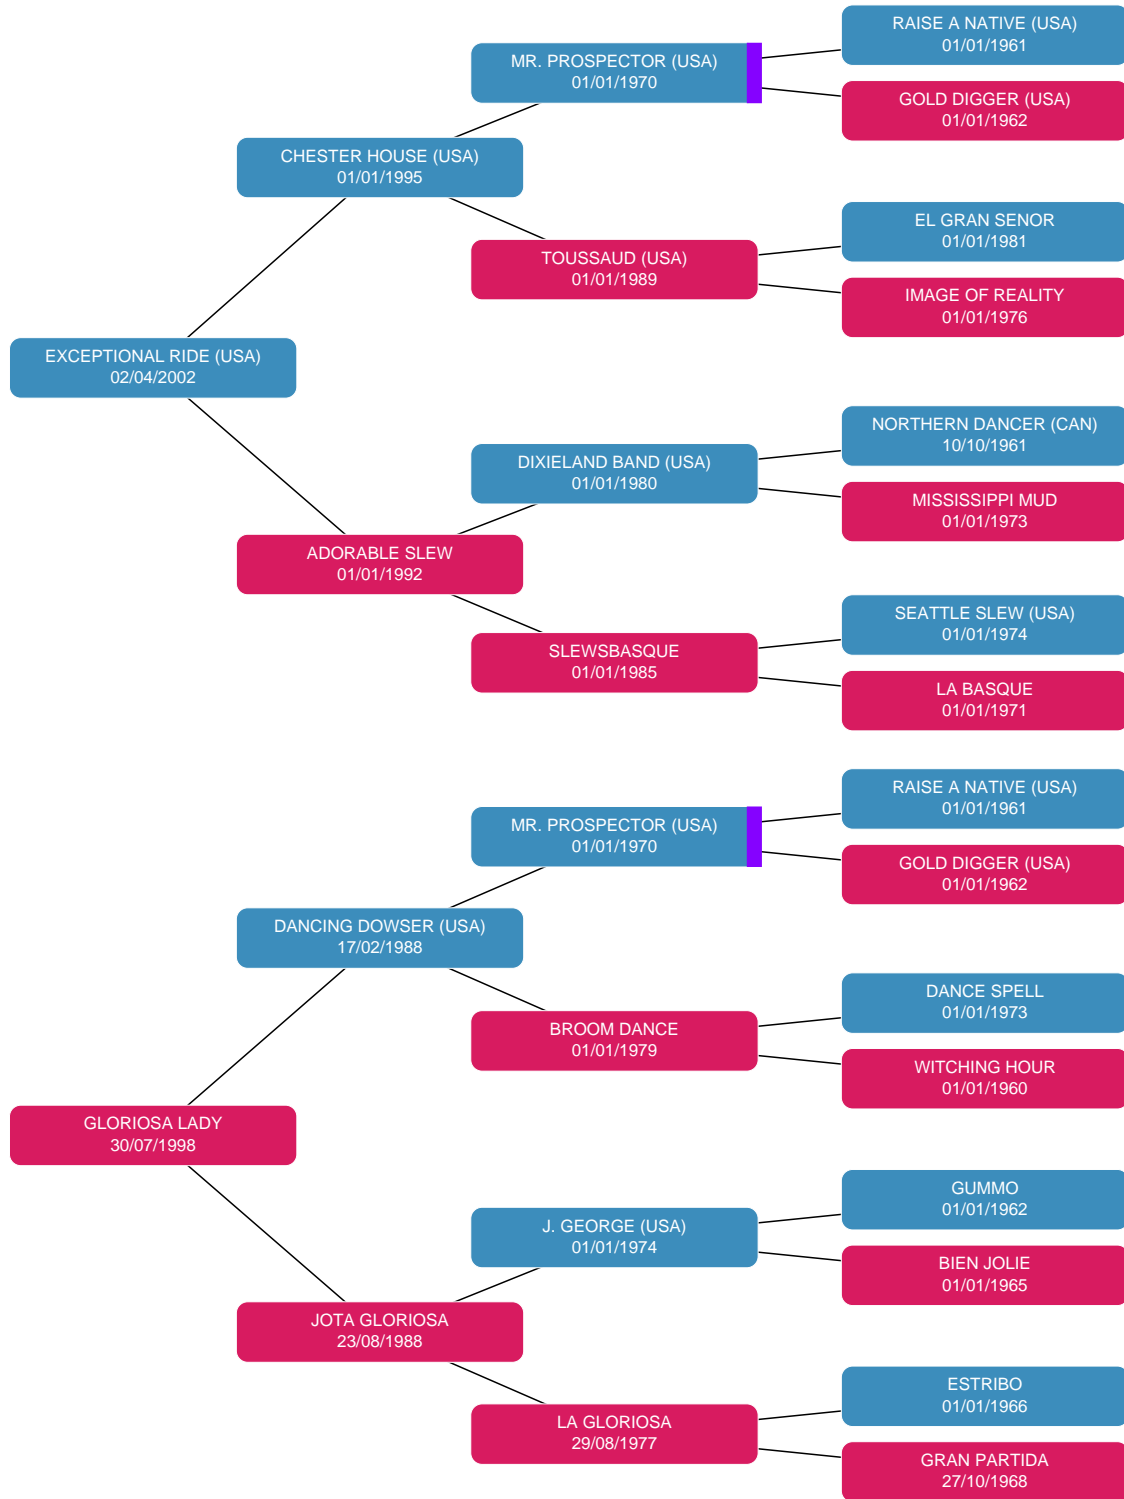 RAISE A NATIVE (USA)
01/01/1961
MR. PROSPECTOR (USA)
01/01/1970
GOLD DIGGER (USA)
01/01/1962
CHESTER HOUSE (USA)
01/01/1995
EL GRAN SENOR
01/01/1981
TOUSSAUD (USA)
01/01/1989
IMAGE OF REALITY
01/01/1976
EXCEPTIONAL RIDE (USA)
02/04/2002
NORTHERN DANCER (CAN)
10/10/1961
DIXIELAND BAND (USA)
01/01/1980
MISSISSIPPI MUD
01/01/1973
ADORABLE SLEW
01/01/1992
SEATTLE SLEW (USA)
01/01/1974
SLEWSBASQUE
01/01/1985
LA BASQUE
01/01/1971
RAISE A NATIVE (USA)
01/01/1961
MR. PROSPECTOR (USA)
01/01/1970
GOLD DIGGER (USA)
01/01/1962
DANCING DOWSER (USA)
17/02/1988
DANCE SPELL
01/01/1973
BROOM DANCE
01/01/1979
WITCHING HOUR
01/01/1960
GLORIOSA LADY
30/07/1998
GUMMO
01/01/1962
J. GEORGE (USA)
01/01/1974
BIEN JOLIE
01/01/1965
JOTA GLORIOSA
23/08/1988
ESTRIBO
01/01/1966
LA GLORIOSA
29/08/1977
GRAN PARTIDA
27/10/1968